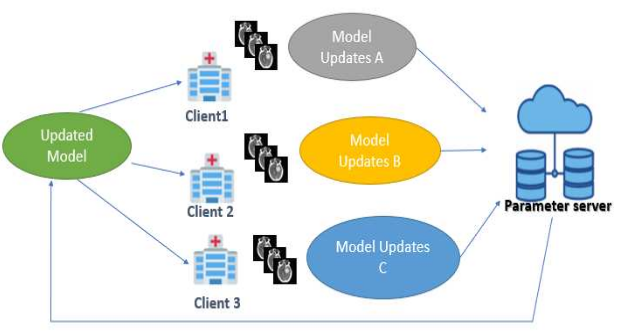 Model
Updates A
Client1
Updated
Model
Model
Updates B
Client 2
Parameter server
Model Updates
C
Client 3